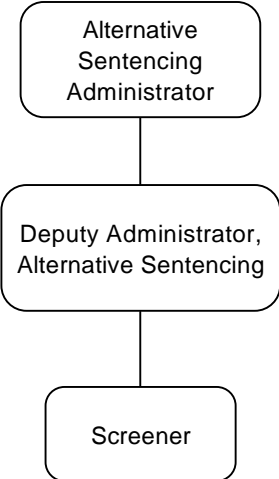 Alternative
Sentencing
Administrator
Deputy Administrator,
Alternative Sentencing
Screener